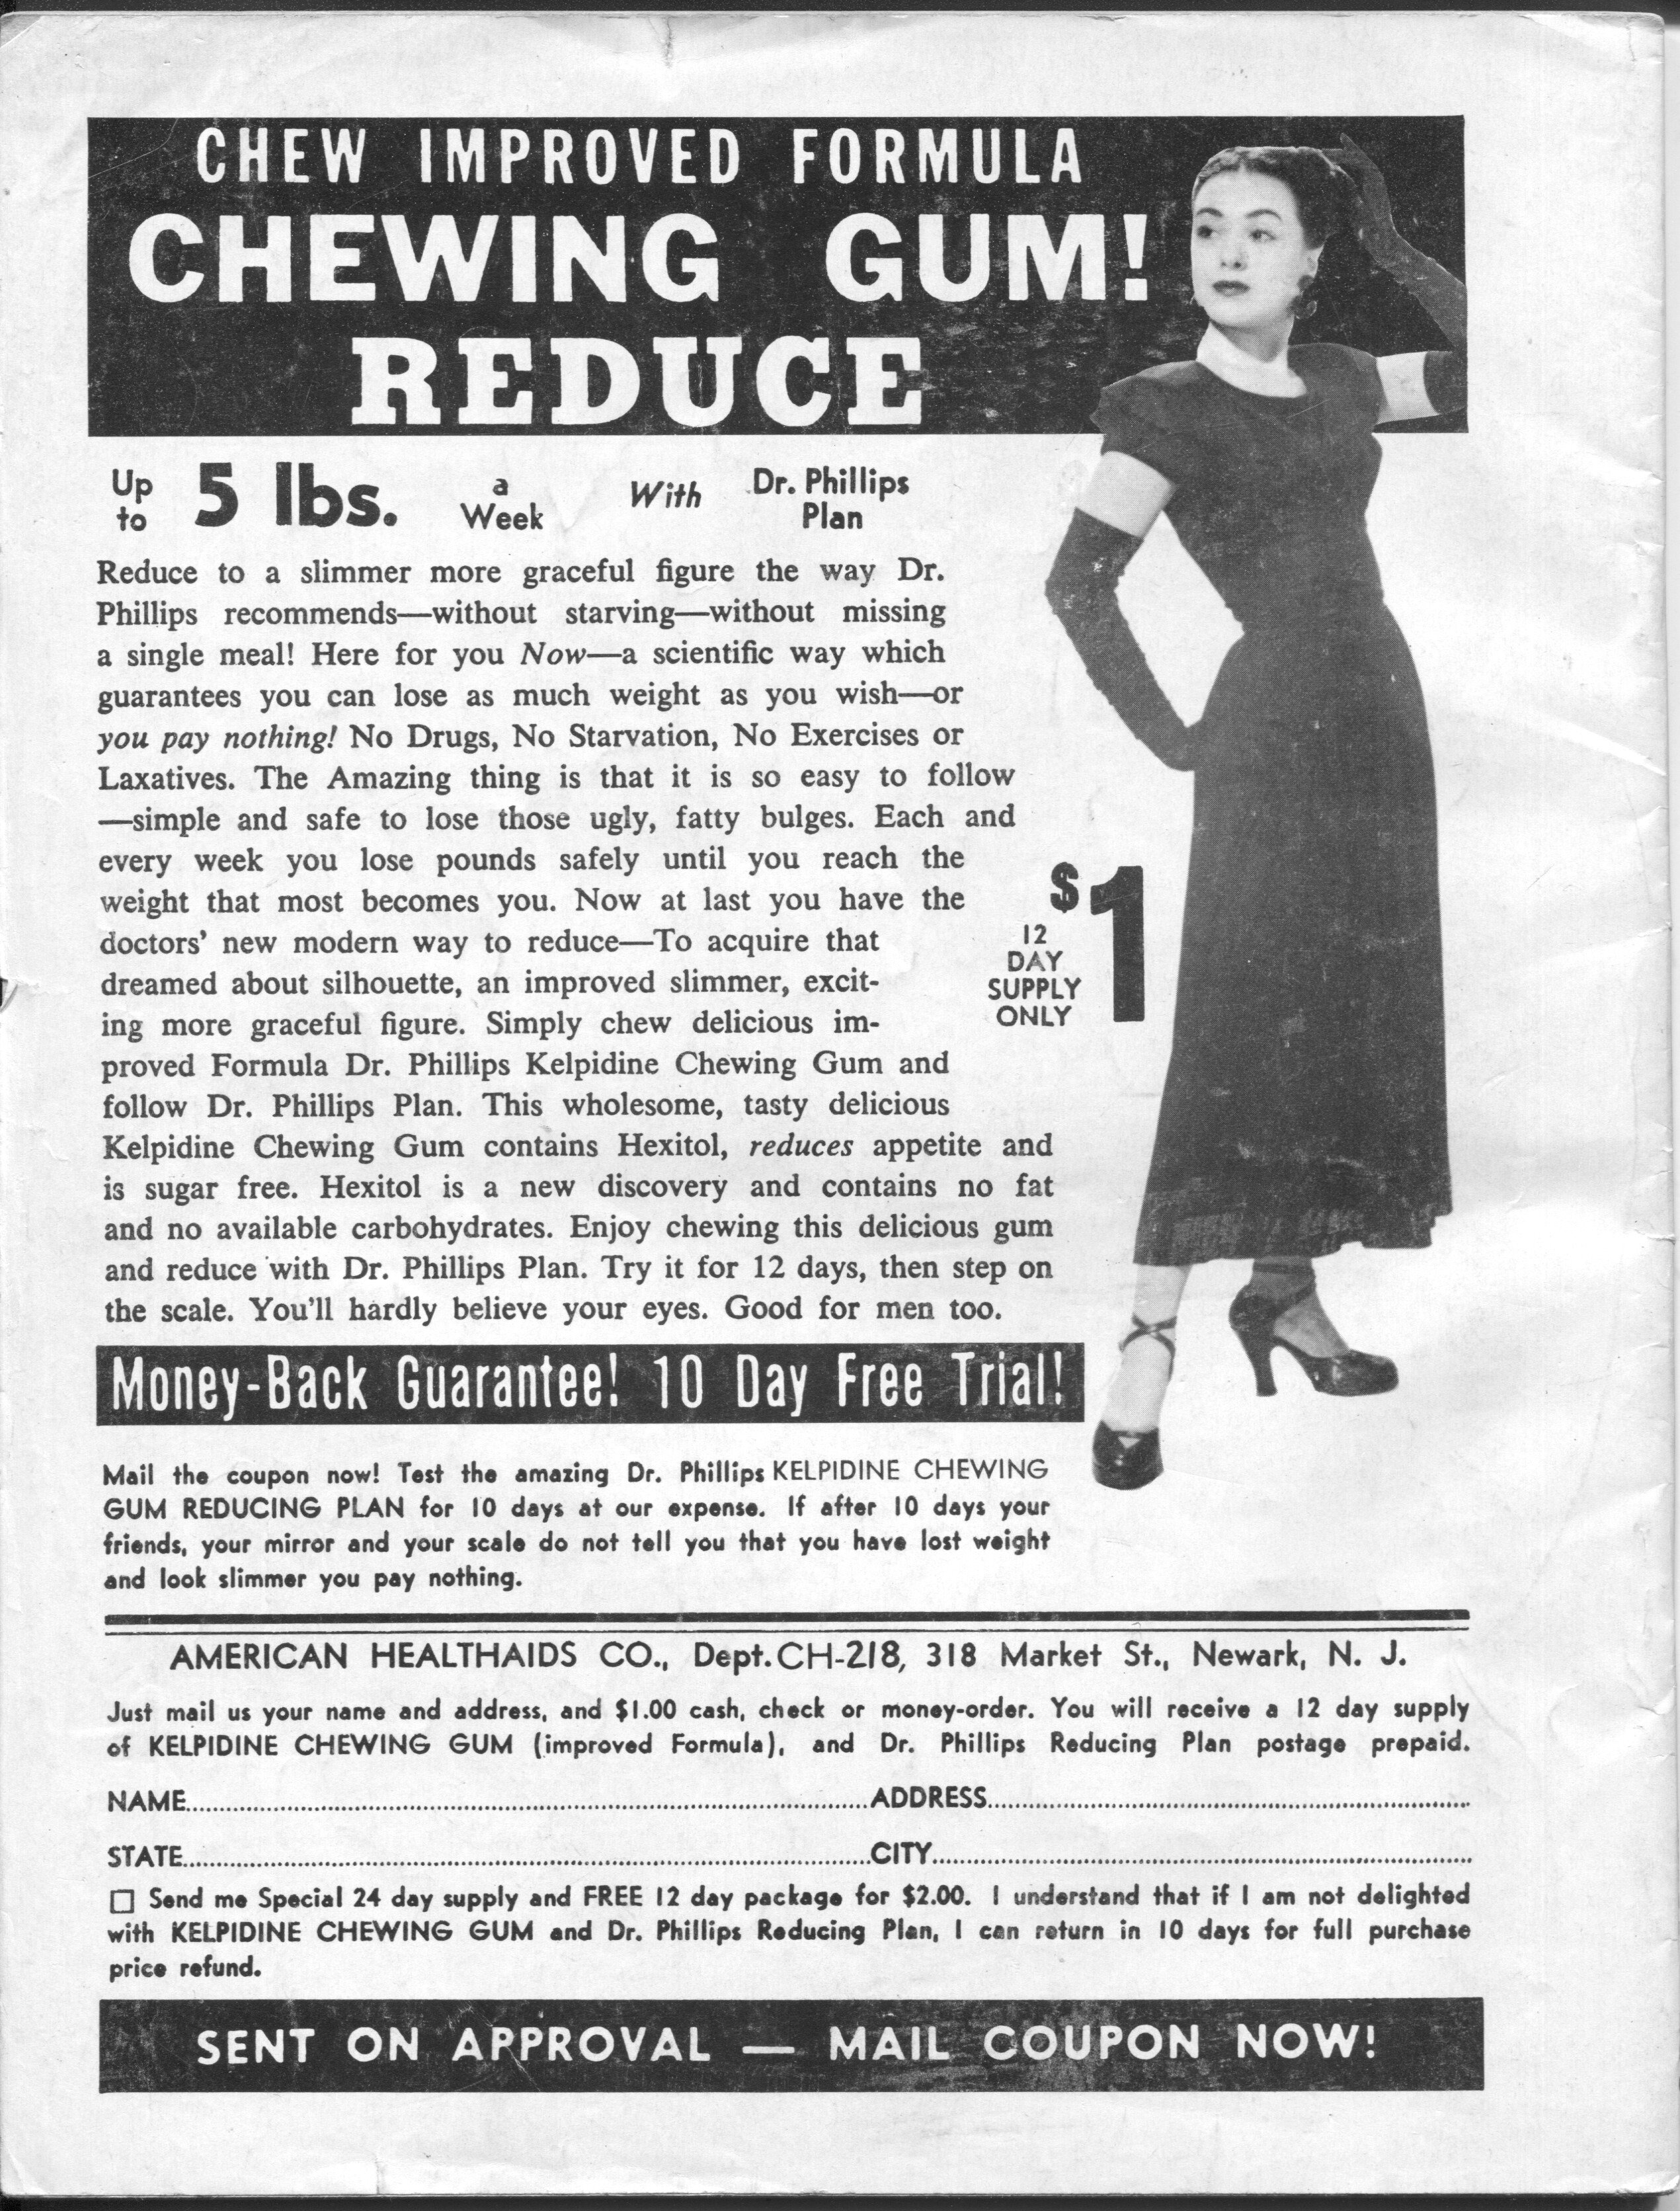 CHEW IMPROVED FORMULA
CHEWING GUM!
REDUCE
Up to 5 lbs. a Week With Dr. Phillips Plan
Reduce to a slimmer more graceful figure the way Dr.
Phillips recommends—without starving—without missing
a single meal! Here for you Now—a scientific way which
guarantees you can lose as much weight as you wish—or
you pay nothing! No Drugs, No Starvation, No Exercises or
Laxatives. The Amazing thing is that it is so easy to follow
—simple and safe to lose those ugly, fatty bulges. Each and
every week you lose pounds safely until you reach the
weight that most becomes you. Now at last you have the
doctors' new modern way to reduce—To acquire that
dreamed about silhouette, an improved slimmer, excit-
ing more graceful figure. Simply chew delicious im-
proved Formula Dr. Phillips Kelpidine Chewing Gum and
follow Dr. Phillips Plan. This wholesome, tasty delicious
Kelpidine Chewing Gum contains Hexitol, reduces appetite and
is sugar free. Hexitol is a new discovery and contains no fat
and no available carbohydrates. Enjoy chewing this delicious gum
and reduce with Dr. Phillips Plan. Try it for 12 days, then step on
the scale. You'll hardly believe your eyes. Good for men too.
$1
12
DAY
SUPPLY
ONLY
Money-Back Guarantee! 10 Day Free Trial!
Mail the coupon now! Test the amazing Dr. Phillips KELPIDINE CHEWING
GUM REDUCING PLAN for 10 days at our expense. If after 10 days your
friends, your mirror and your scale do not tell you that you have lost weight
and look slimmer you pay nothing.
AMERICAN HEALTHAIDS CO., Dept. CH-218, 318 Market St., Newark, N. J.
Just mail us your name and address, and $1.00 cash, check or money-order. You will receive a 12 day supply
of KELPIDINE CHEWING GUM (improved Formula), and Dr. Phillips Reducing Plan postage prepaid.
NAME ADDRESS
STATE CITY
☐ Send me Special 24 day supply and FREE 12 day package for $2.00. I understand that if I am not delighted
with KELPIDINE CHEWING GUM and Dr. Phillips Reducing Plan, I can return in 10 days for full purchase
price refund.
SENT ON APPROVAL — MAIL COUPON NOW!